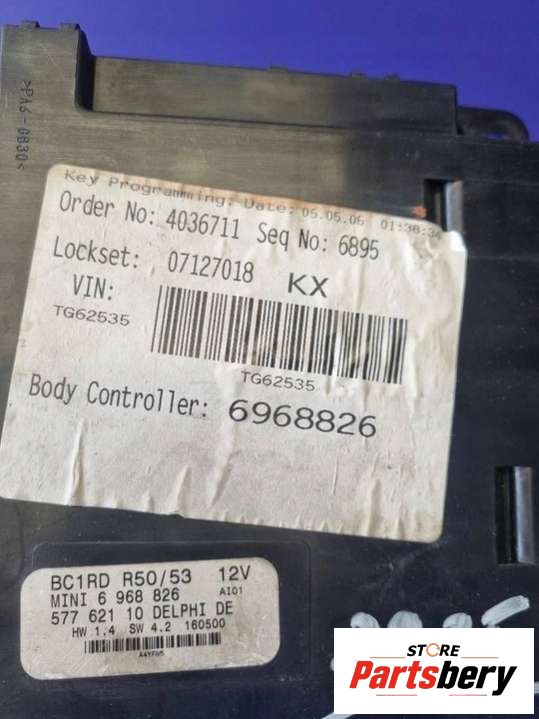 >PA6-GB30<
Key Programming: Date: 05.05.06 01:38:34
Order No: 4036711 Seq No: 6895
Lockset: 07127018 KX
VIN:
TG62535
TG62535
Body Controller: 6968826
BC1RD R50/53 12V
MINI 6 968 826 AI01
577 621 10 DELPHI DE
HW 1.4 SW 4.2 160500
STORE
Partsbery